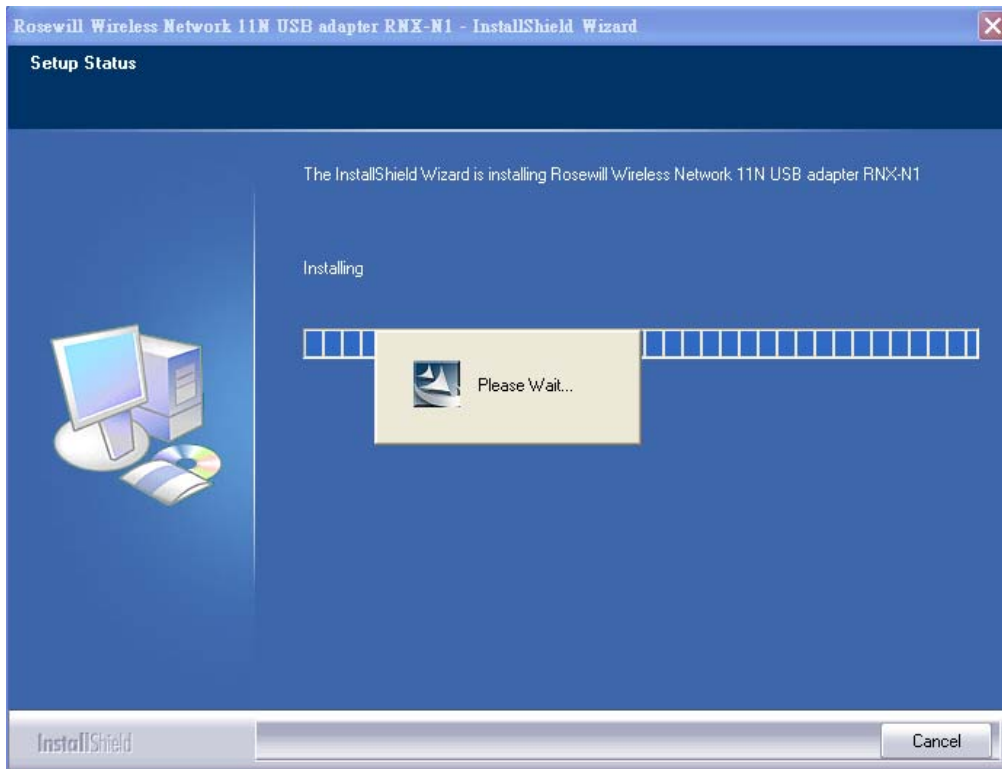 Rosewill Wireless Network 11N USB adapter RNX-N1 - InstallShield Wizard
Setup Status
The InstallShield Wizard is installing Rosewill Wireless Network 11N USB adapter RNX-N1
Installing
Please Wait...
InstallShield
Cancel